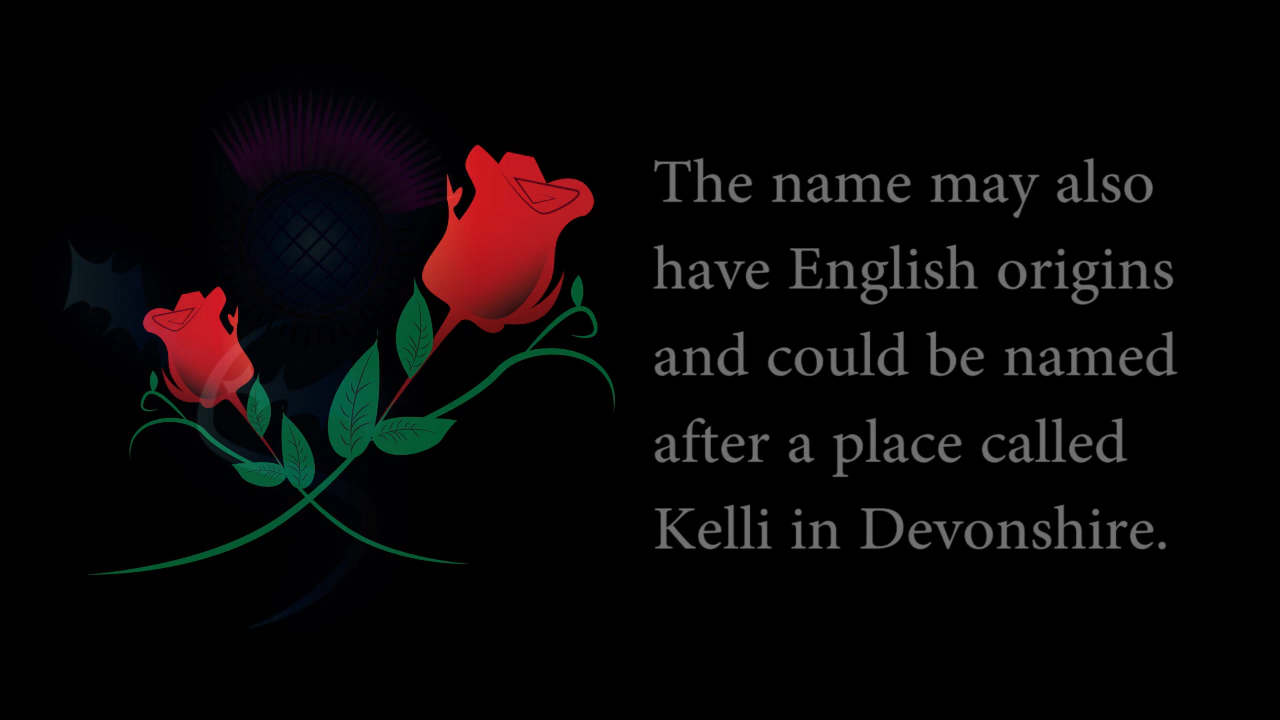 The name may also
have English origins
and could be named
after a place called
Kelli in Devonshire.